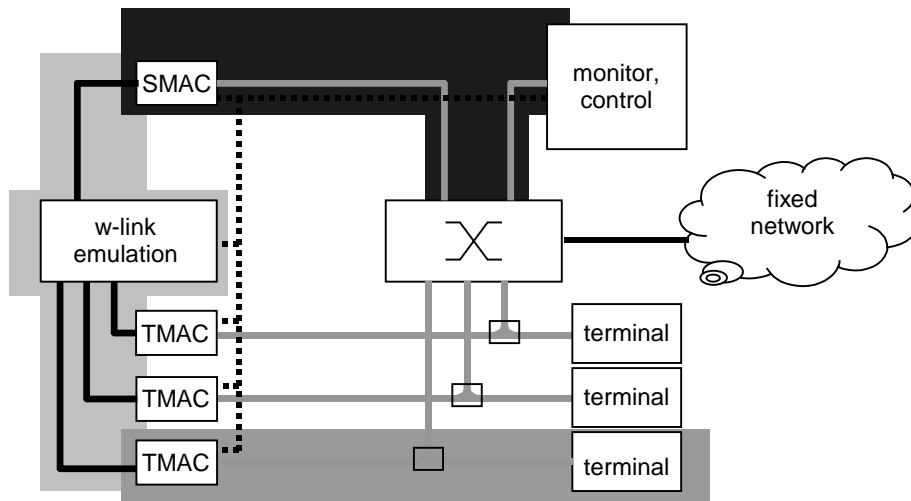 SMAC
monitor,
control
w-link
emulation
fixed
network
TMAC
terminal
TMAC
terminal
TMAC
terminal